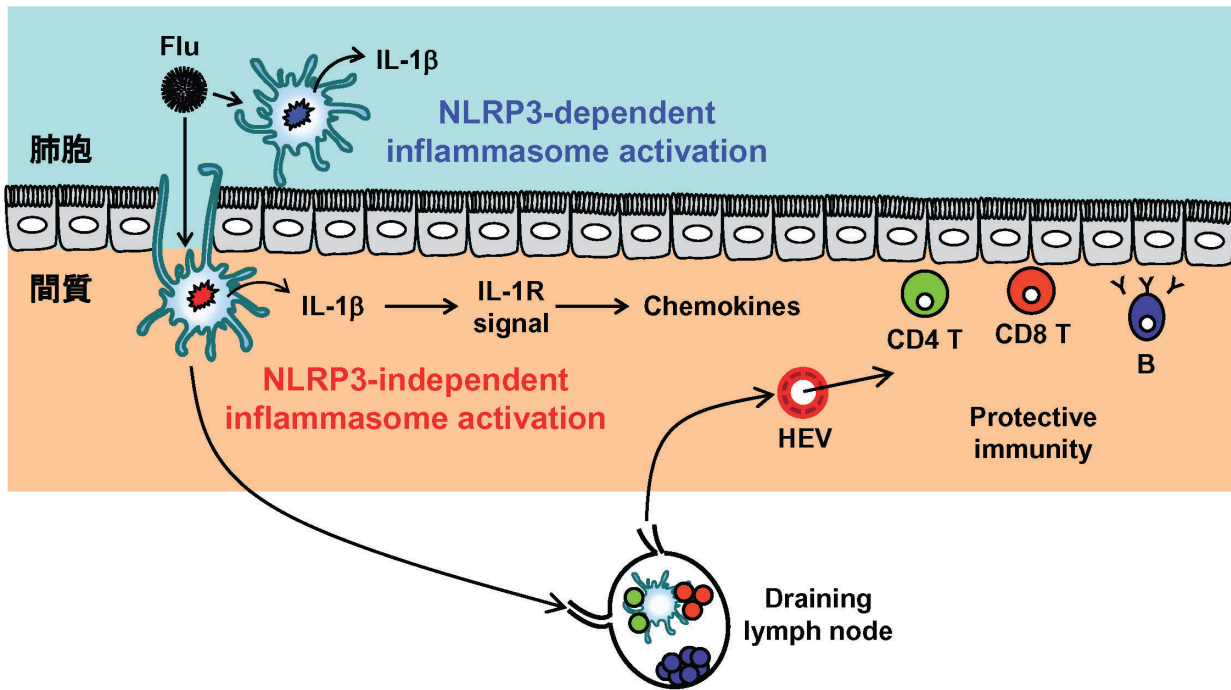 Flu
IL-1β
NLRP3-dependent
inflammasome activation
肺胞
間質
IL-1β
IL-1R
signal
Chemokines
CD4 T
CD8 T
B
NLRP3-independent
inflammasome activation
HEV
Protective
immunity
Draining
lymph node